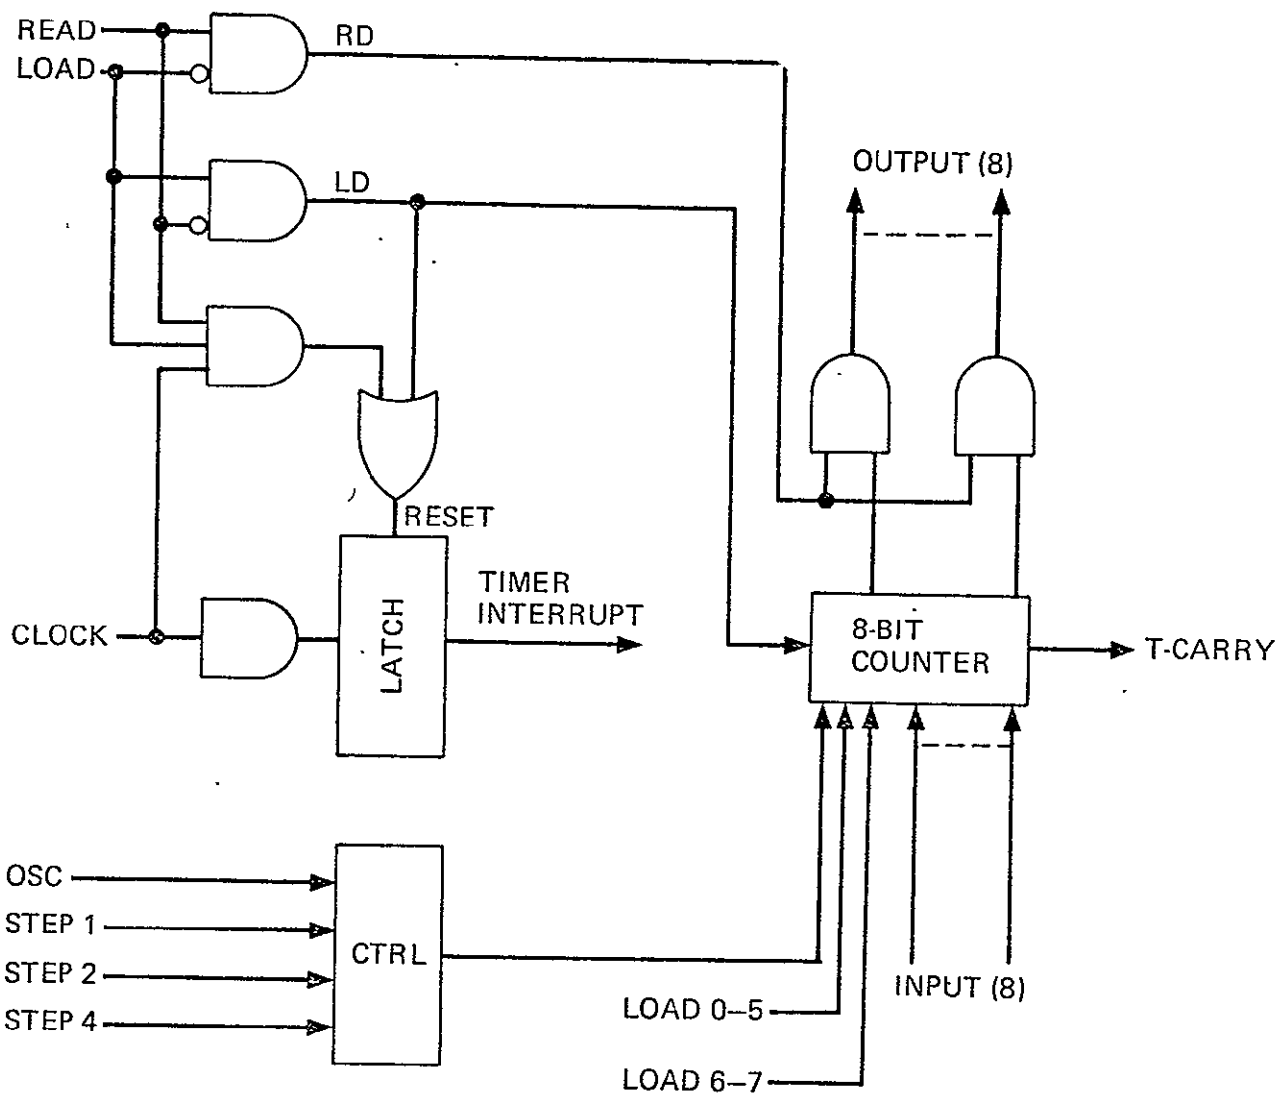 READ
RD
LOAD
LD
OUTPUT (8)
RESET
TIMER
INTERRUPT
CLOCK
LATCH
8-BIT
COUNTER
T-CARRY
OSC
STEP 1
STEP 2
STEP 4
CTRL
INPUT (8)
LOAD 0–5
LOAD 6–7